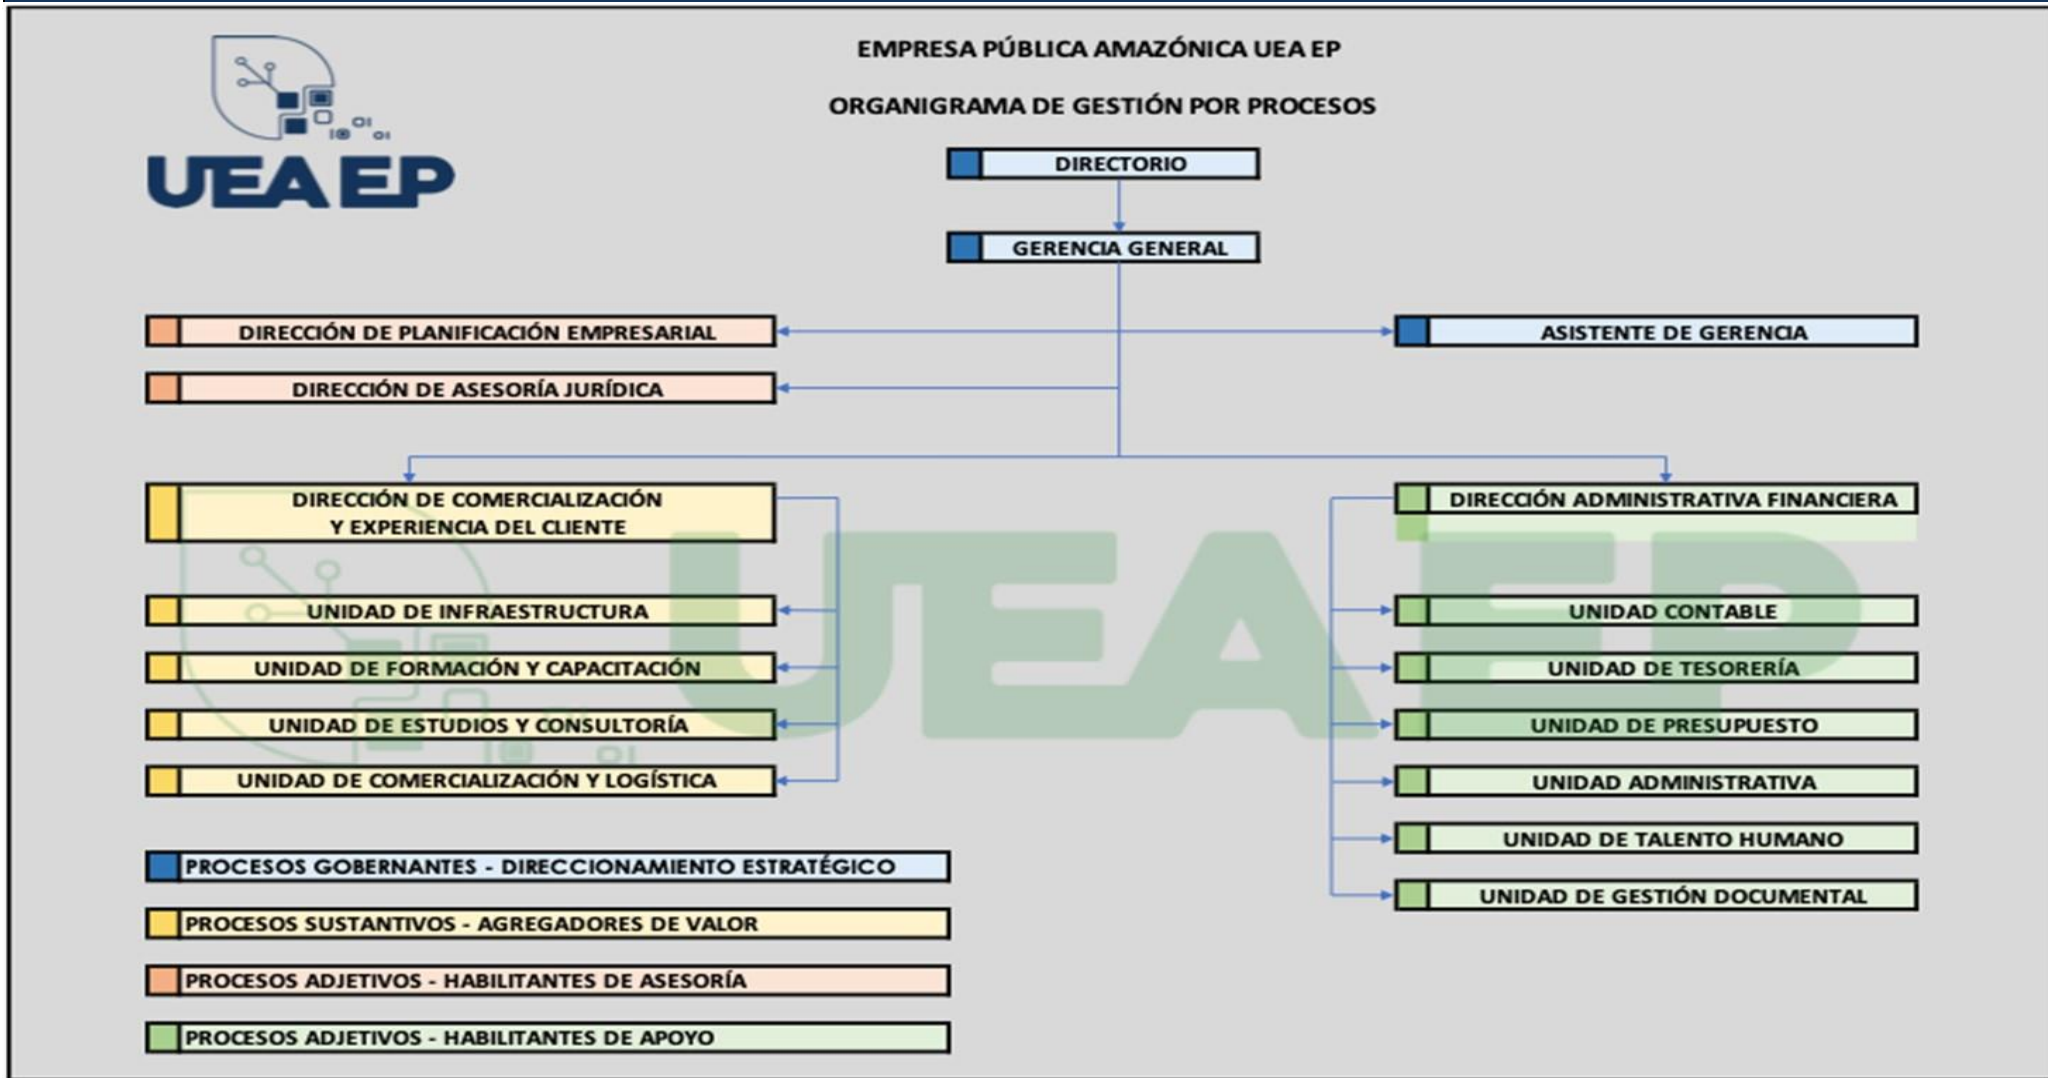 EMPRESA PÚBLICA AMAZÓNICA UEA EP
ORGANIGRAMA DE GESTIÓN POR PROCESOS
UEA EP
DIRECTORIO
GERENCIA GENERAL
DIRECCIÓN DE PLANIFICACIÓN EMPRESARIAL
ASISTENTE DE GERENCIA
DIRECCIÓN DE ASESORÍA JURÍDICA
DIRECCIÓN DE COMERCIALIZACIÓN
Y EXPERIENCIA DEL CLIENTE
UNIDAD DE INFRAESTRUCTURA
UNIDAD DE FORMACIÓN Y CAPACITACIÓN
UNIDAD DE ESTUDIOS Y CONSULTORÍA
UNIDAD DE COMERCIALIZACIÓN Y LOGÍSTICA
DIRECCIÓN ADMINISTRATIVA FINANCIERA
UNIDAD CONTABLE
UNIDAD DE TESORERÍA
UNIDAD DE PRESUPUESTO
UNIDAD ADMINISTRATIVA
UNIDAD DE TALENTO HUMANO
UNIDAD DE GESTIÓN DOCUMENTAL
UEA EP
PROCESOS GOBERNANTES - DIRECCIONAMIENTO ESTRATÉGICO
PROCESOS SUSTANTIVOS - AGREGADORES DE VALOR
PROCESOS ADJETIVOS - HABILITANTES DE ASESORÍA
PROCESOS ADJETIVOS - HABILITANTES DE APOYO